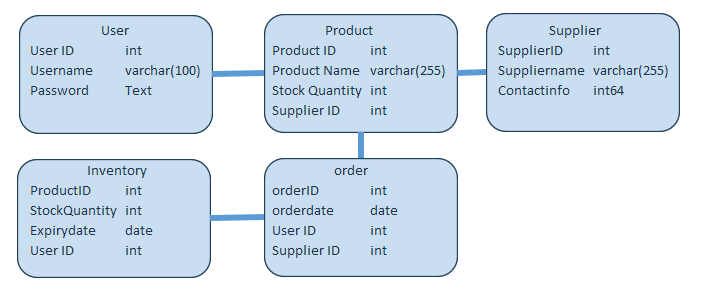 User
User ID int
Username varchar(100)
Password Text
Product
Product ID int
Product Name varchar(255)
Stock Quantity int
Supplier ID int
Supplier
SupplierID int
Suppliername varchar(255)
Contactinfo int64
Inventory
ProductID int
StockQuantity int
Expirydate date
User ID int
order
orderID int
orderdate date
User ID int
Supplier ID int